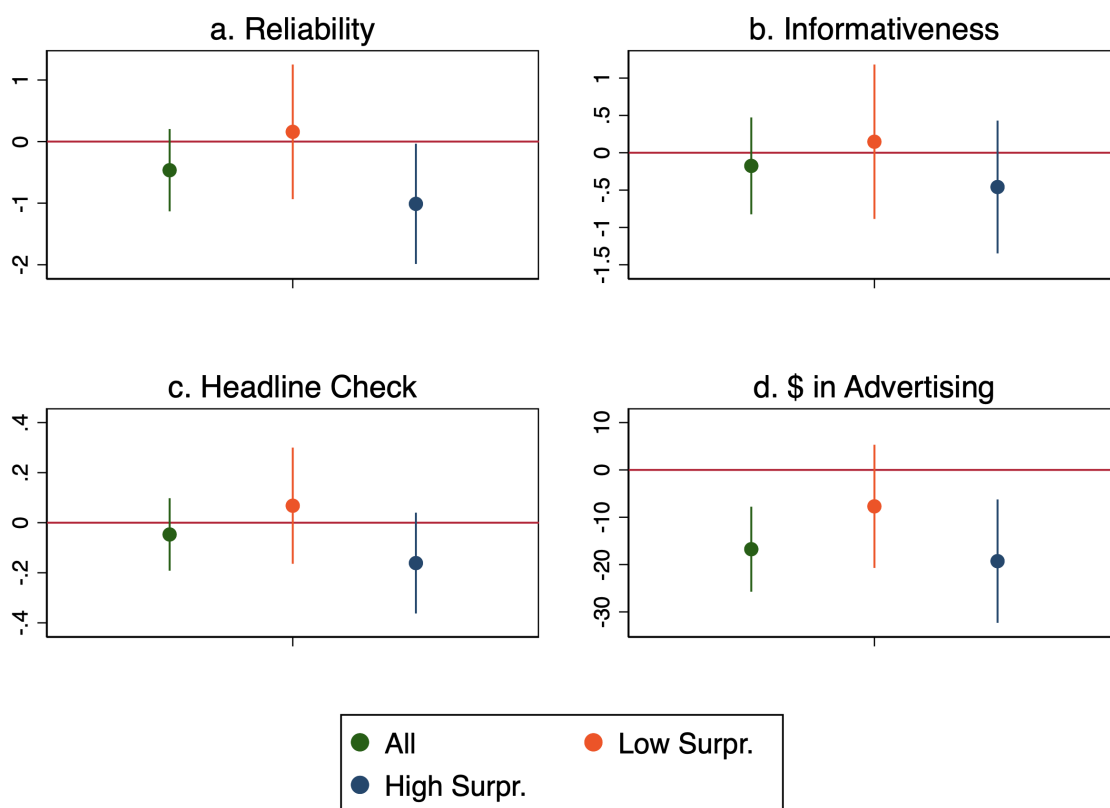 a. Reliability
1
0
-1
-2
b. Informativeness
1
.5
0
-.5
-1
-1.5
c. Headline Check
.4
.2
0
-.2
-.4
d. $ in Advertising
10
0
-10
-20
-30
All
Low Surpr.
High Surpr.